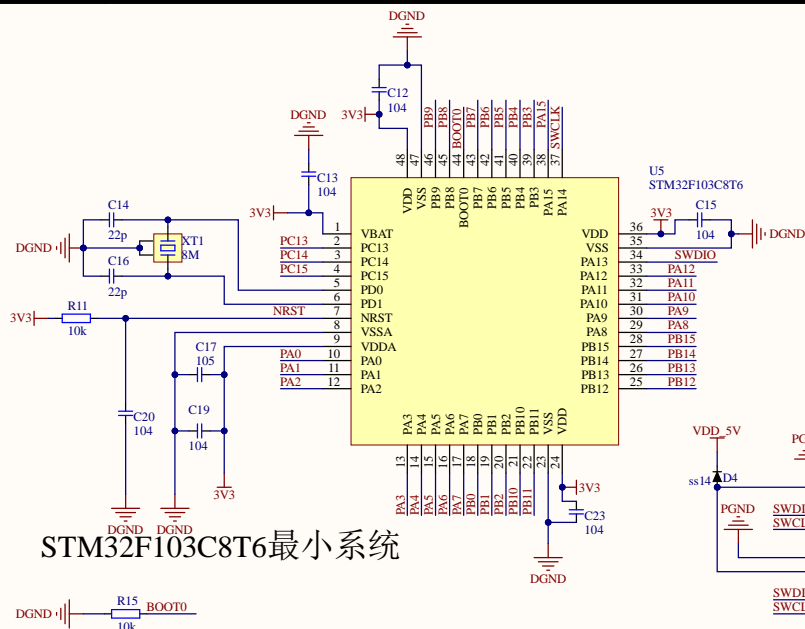 DGND
C12
104
3V3
DGND
C13
104
3V3
PB9
PB8
BOOT0
PB7
PB6
PB5
PB4
PB3
PA15
SWCLK
48
47
46
45
44
43
42
41
40
39
38
37
VDD
VSS
PB9
PB8
BOOT0
PB7
PB6
PB5
PB4
PB3
PA15
PA14
U5
STM32F103C8T6
C14
22p
DGND
XT1
8M
C16
22p
3V3
R11
10k
NRST
PC13
PC14
PC15
PA0
PA1
PA2
1 VBAT
2 PC13
3 PC14
4 PC15
5 PD0
6 PD1
7 NRST
8 VSSA
9 VDDA
10 PA0
11 PA1
12 PA2
VDD 36
VSS 35
PA13 34 SWDIO
PA12 33 PA12
PA11 32 PA11
PA10 31 PA10
PA9 30 PA9
PA8 29 PA8
PB15 28 PB15
PB14 27 PB14
PB13 26 PB13
PB12 25 PB12
3V3
C15
104
DGND
C17
105
C19
104
C20
104
3V3
DGND
DGND
PA3
PA4
PA5
PA6
PA7
PB0
PB1
PB2
PB10
PB11
VSS
VDD
13
14
15
16
17
18
19
20
21
22
23
24
PA3
PA4
PA5
PA6
PA7
PB0
PB1
PB2
PB10
PB11
3V3
C23
104
DGND
VDD_5V
ss14
D4
PGND
STM32F103C8T6最小系统
DGND
R15
10k
BOOT0